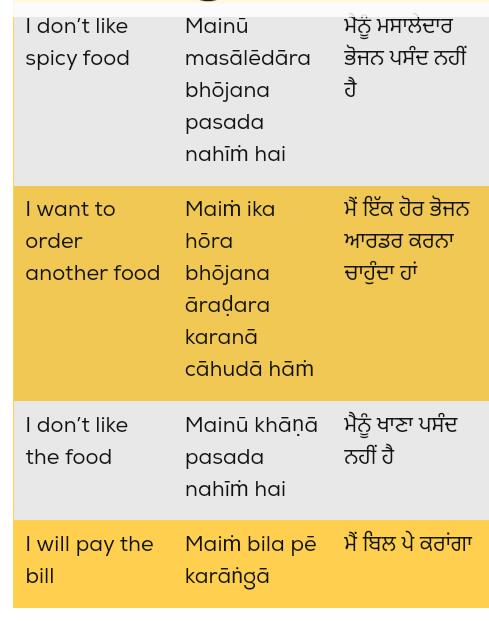 I don't like
spicy food
Mainū
masālēdāra
bhōjana
pasada
nahīṁ hai
ਮੈਨੂੰ ਮਸਾਲੇਦਾਰ
ਭੋਜਨ ਪਸੰਦ ਨਹੀਂ
ਹੈ
I want to
order
another food
Maiṁ ika
hōra
bhōjana
āraḍara
karanā
cāhudā hāṁ
ਮੈਂ ਇੱਕ ਹੋਰ ਭੋਜਨ
ਆਰਡਰ ਕਰਨਾ
ਚਾਹੁੰਦਾ ਹਾਂ
I don't like
the food
Mainū khāṇā
pasada
nahīṁ hai
ਮੈਨੂੰ ਖਾਣਾ ਪਸੰਦ
ਨਹੀਂ ਹੈ
I will pay the
bill
Maiṁ bila pē
karāṅgā
ਮੈਂ ਬਿਲ ਪੇ ਕਰਾਂਗਾ